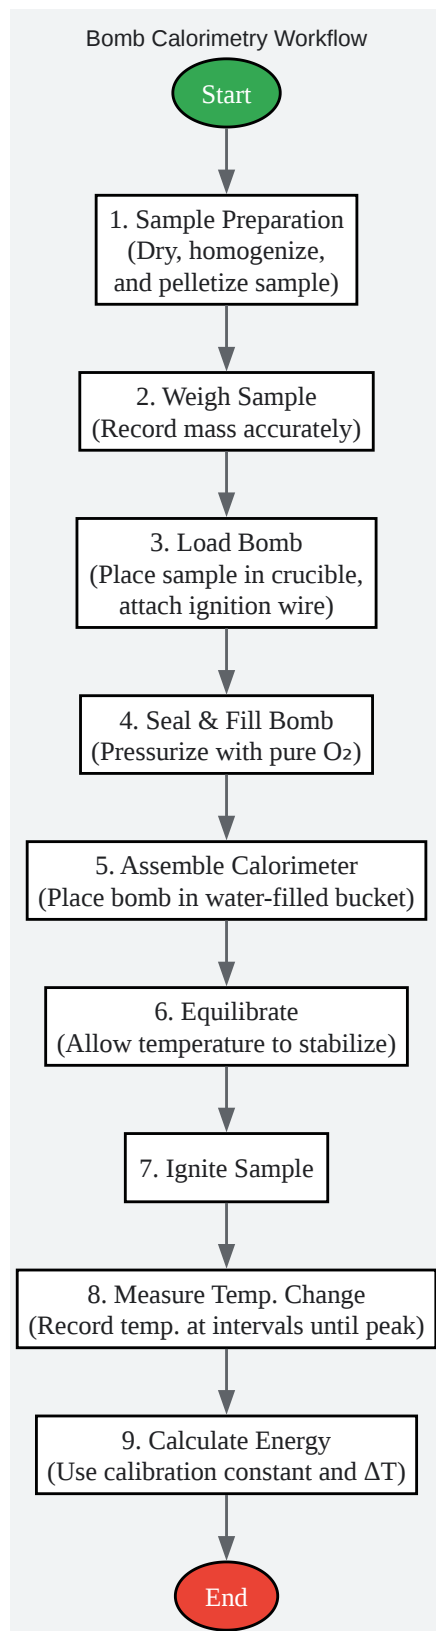 Bomb Calorimetry Workflow
Start
1. Sample Preparation
(Dry, homogenize,
and pelletize sample)
2. Weigh Sample
(Record mass accurately)
3. Load Bomb
(Place sample in crucible,
attach ignition wire)
4. Seal & Fill Bomb
(Pressurize with pure O₂)
5. Assemble Calorimeter
(Place bomb in water-filled bucket)
6. Equilibrate
(Allow temperature to stabilize)
7. Ignite Sample
8. Measure Temp. Change
(Record temp. at intervals until peak)
9. Calculate Energy
(Use calibration constant and ΔT)
End